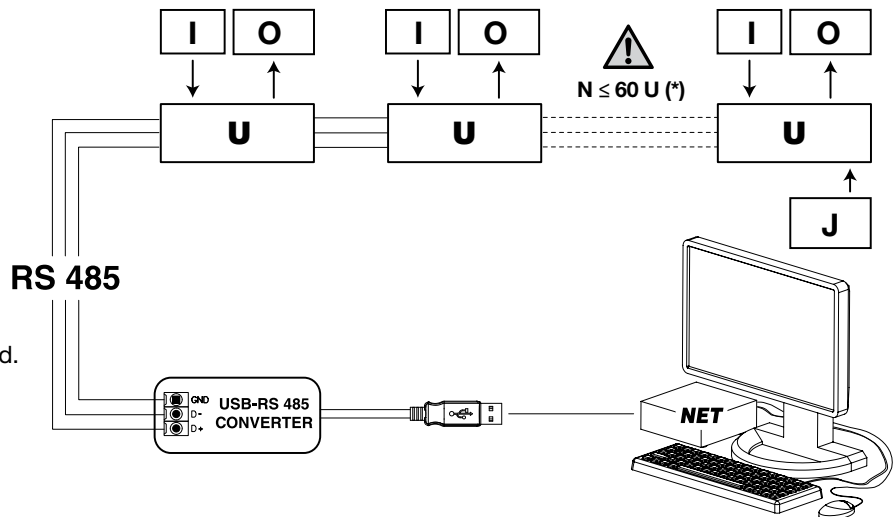 I O I O I O
N ≤ 60 U (*)
U U U
J
RS 485
d.
GND
D-
D+
USB-RS 485
CONVERTER
NET